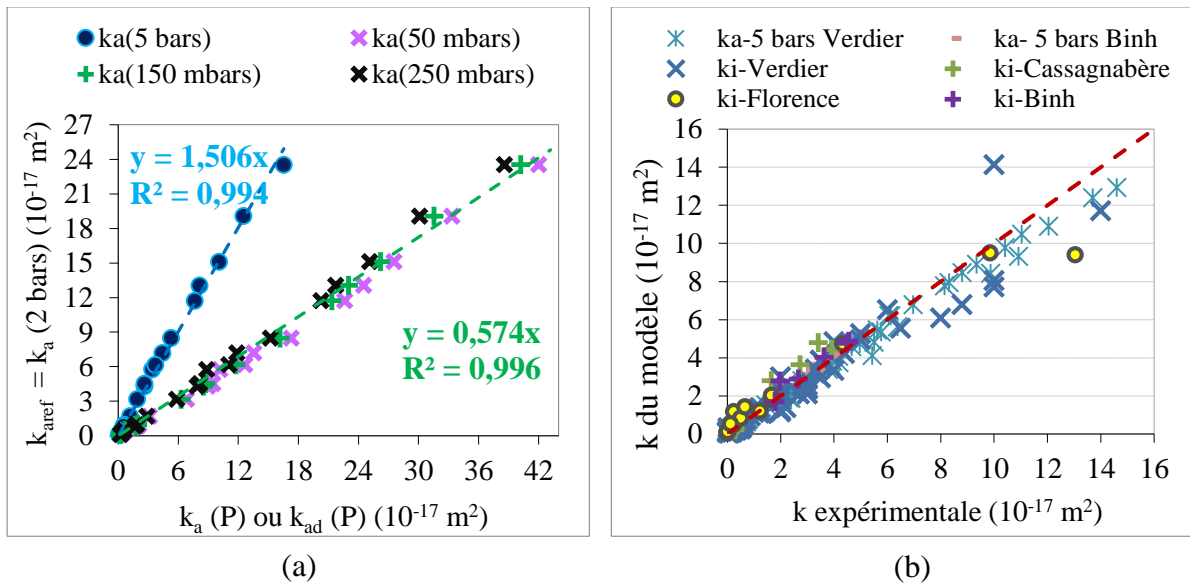 ka(5 bars) ka(50 mbars)
ka(150 mbars) ka(250 mbars)
k_aref = k_a (2 bars) (10⁻¹⁷ m²)
27
24
21
18
15
12
9
6
3
0
y = 1,506x
R² = 0,994
y = 0,574x
R² = 0,996
0 6 12 18 24 30 36 42
k_a (P) ou k_ad (P) (10⁻¹⁷ m²)
(a)
ka-5 bars Verdier ka- 5 bars Binh
ki-Verdier ki-Cassagnabère
ki-Florence ki-Binh
k du modèle (10⁻¹⁷ m²)
16
14
12
10
8
6
4
2
0
0 2 4 6 8 10 12 14 16
k expérimentale (10⁻¹⁷ m²)
(b)